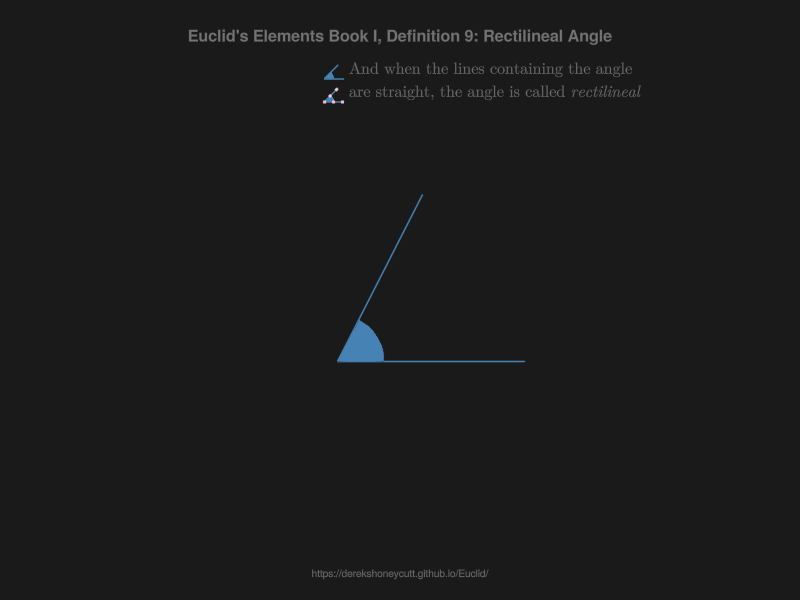 Euclid's Elements Book I, Definition 9: Rectilineal Angle
And when the lines containing the angle
are straight, the angle is called rectilineal
https://derekshoneycutt.github.io/Euclid/